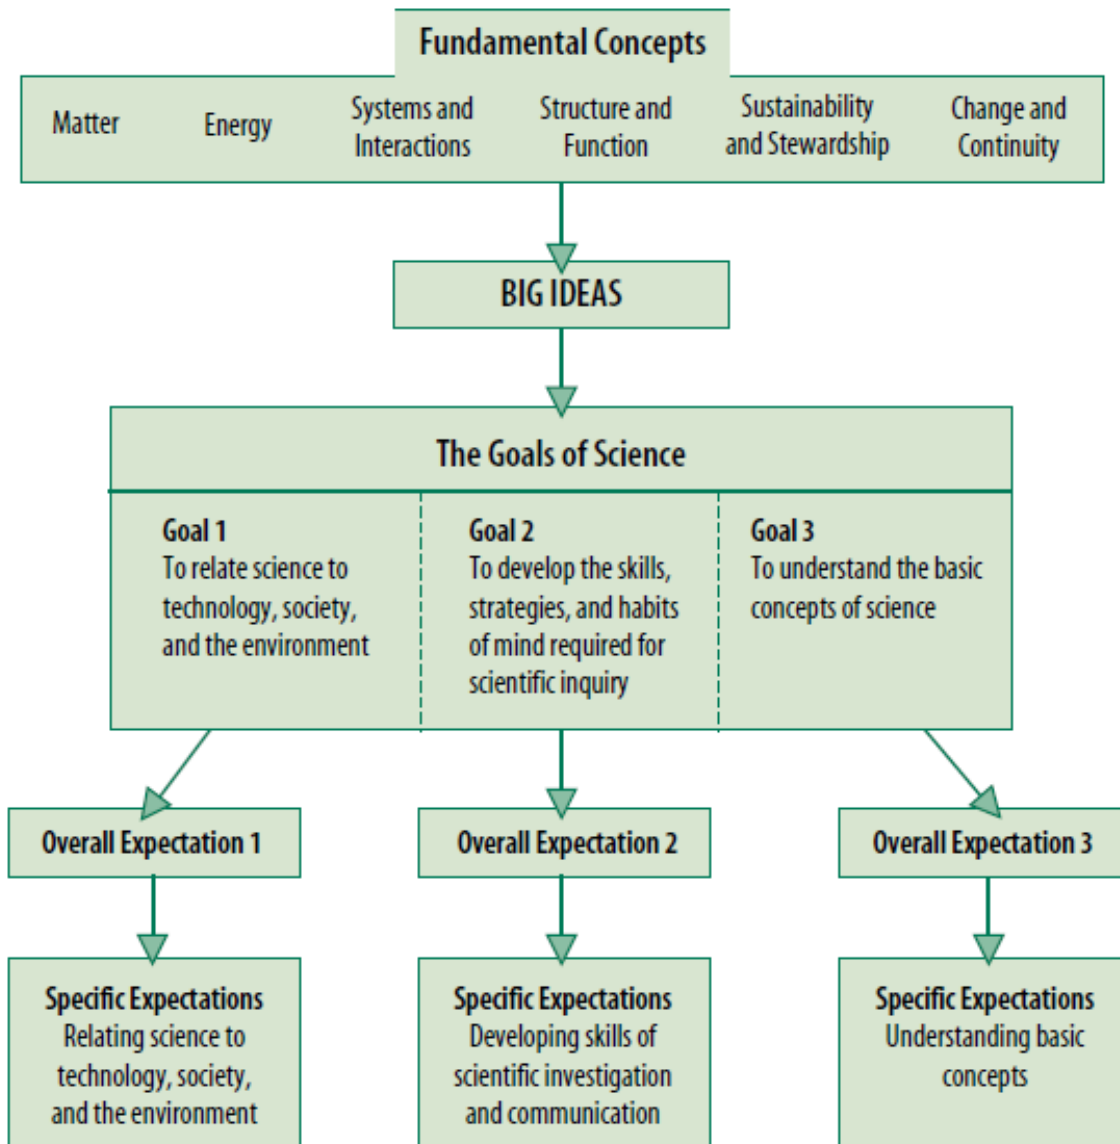 Fundamental Concepts
Matter
Energy
Systems and
Interactions
Structure and
Function
Sustainability
and Stewardship
Change and
Continuity
BIG IDEAS
The Goals of Science
Goal 1
To relate science to
technology, society,
and the environment
Goal 2
To develop the skills,
strategies, and habits
of mind required for
scientific inquiry
Goal 3
To understand the basic
concepts of science
Overall Expectation 1
Overall Expectation 2
Overall Expectation 3
Specific Expectations
Relating science to
technology, society,
and the environment
Specific Expectations
Developing skills of
scientific investigation
and communication
Specific Expectations
Understanding basic
concepts